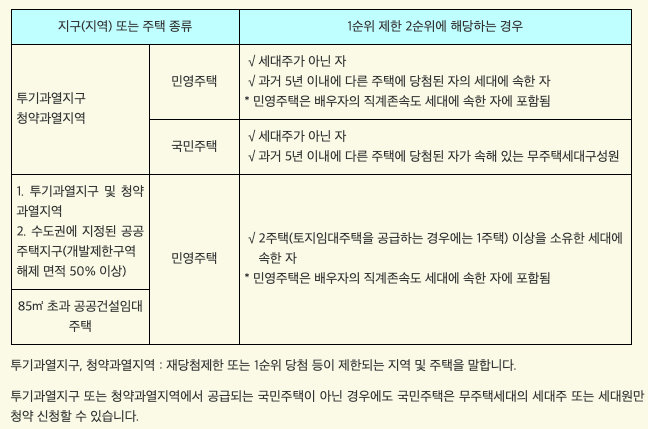 지구(지역) 또는 주택 종류
1순위 제한 2순위에 해당하는 경우
투기과열지구
청약과열지역
민영주택
√ 세대주가 아닌 자
√ 과거 5년 이내에 다른 주택에 당첨된 자의 세대에 속한 자
* 민영주택은 배우자의 직계존속도 세대에 속한 자에 포함됨
국민주택
√ 세대주가 아닌 자
√ 과거 5년 이내에 다른 주택에 당첨된 자가 속해 있는 무주택세대구성원
1. 투기과열지구 및 청약
과열지역
2. 수도권에 지정된 공공
주택지구(개발제한구역
해제 면적 50% 이상)
85㎡ 초과 공공건설임대
주택
민영주택
√ 2주택(토지임대주택을 공급하는 경우에는 1주택) 이상을 소유한 세대에
속한 자
* 민영주택은 배우자의 직계존속도 세대에 속한 자에 포함됨
투기과열지구, 청약과열지역 : 재당첨제한 또는 1순위 당첨 등이 제한되는 지역 및 주택을 말합니다.
투기과열지구 또는 청약과열지역에서 공급되는 국민주택이 아닌 경우에도 국민주택은 무주택세대의 세대주 또는 세대원만
청약 신청할 수 있습니다.